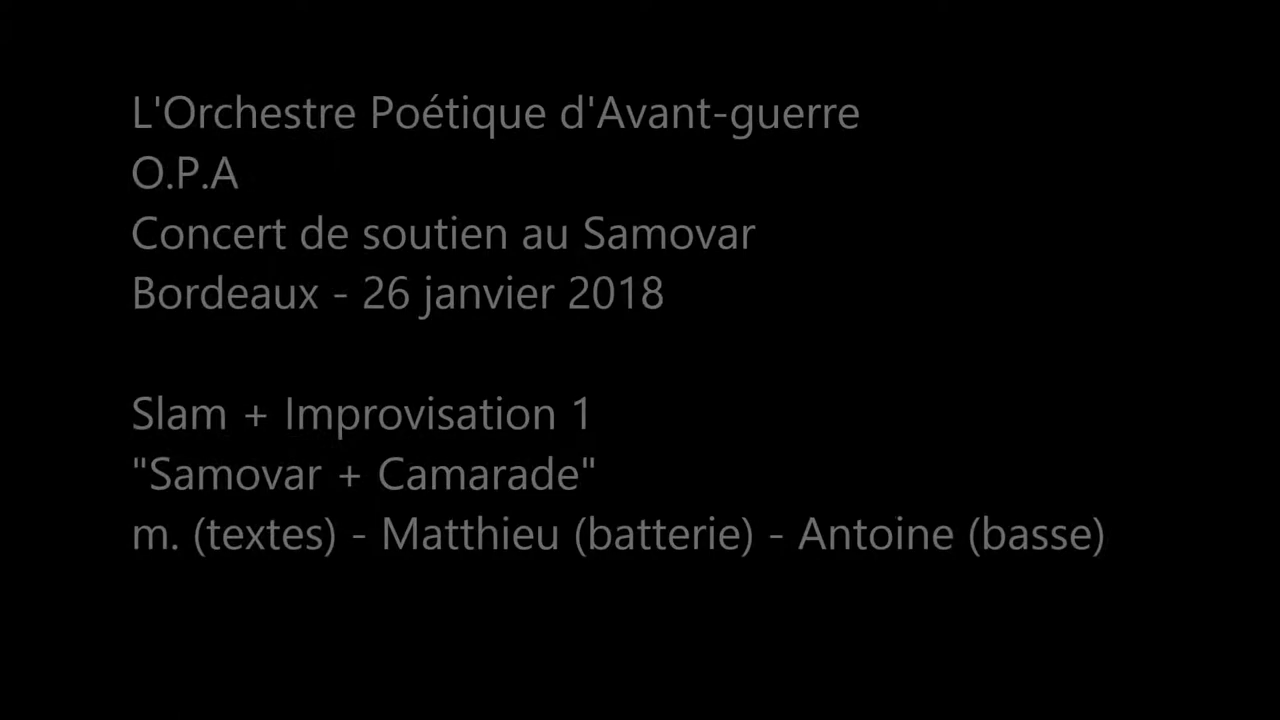 L'Orchestre Poétique d'Avant-guerre
O.P.A
Concert de soutien au Samovar
Bordeaux - 26 janvier 2018
Slam + Improvisation 1
"Samovar + Camarade"
m. (textes) - Matthieu (batterie) - Antoine (basse)